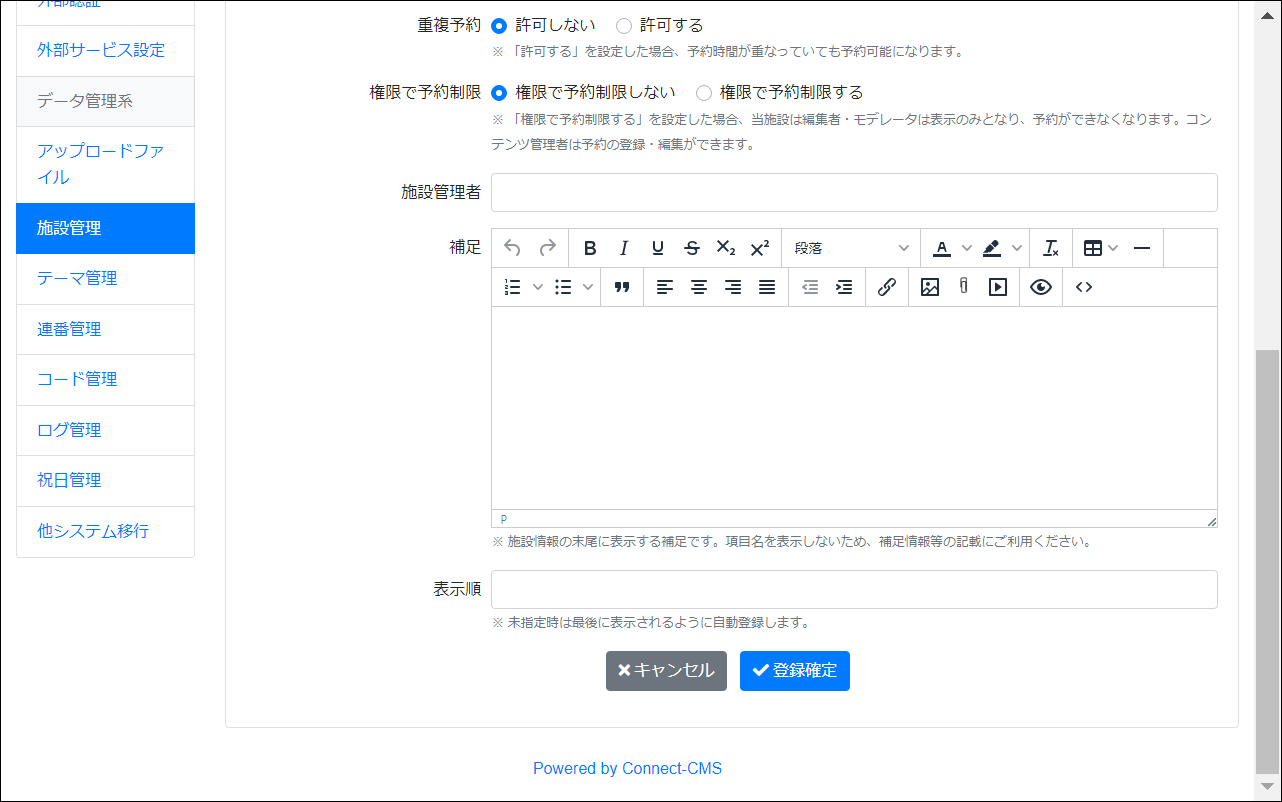 外部認証
外部サービス設定
データ管理系
アップロードファ
イル
施設管理
テーマ管理
連番管理
コード管理
ログ管理
祝日管理
他システム移行
重複予約 許可しない 許可する
※ 「許可する」を設定した場合、予約時間が重なっていても予約可能になります。
権限で予約制限 権限で予約制限しない 権限で予約制限する
※ 「権限で予約制限する」を設定した場合、当施設は編集者・モデレータは表示のみとなり、予約ができなくなります。コン
テンツ管理者は予約の登録・編集ができます。
施設管理者
補足
段落
P
※ 施設情報の末尾に表示する補足です。項目名を表示しないため、補足情報等の記載にご利用ください。
表示順
※ 未指定時は最後に表示されるように自動登録します。
キャンセル 登録確定
Powered by Connect-CMS